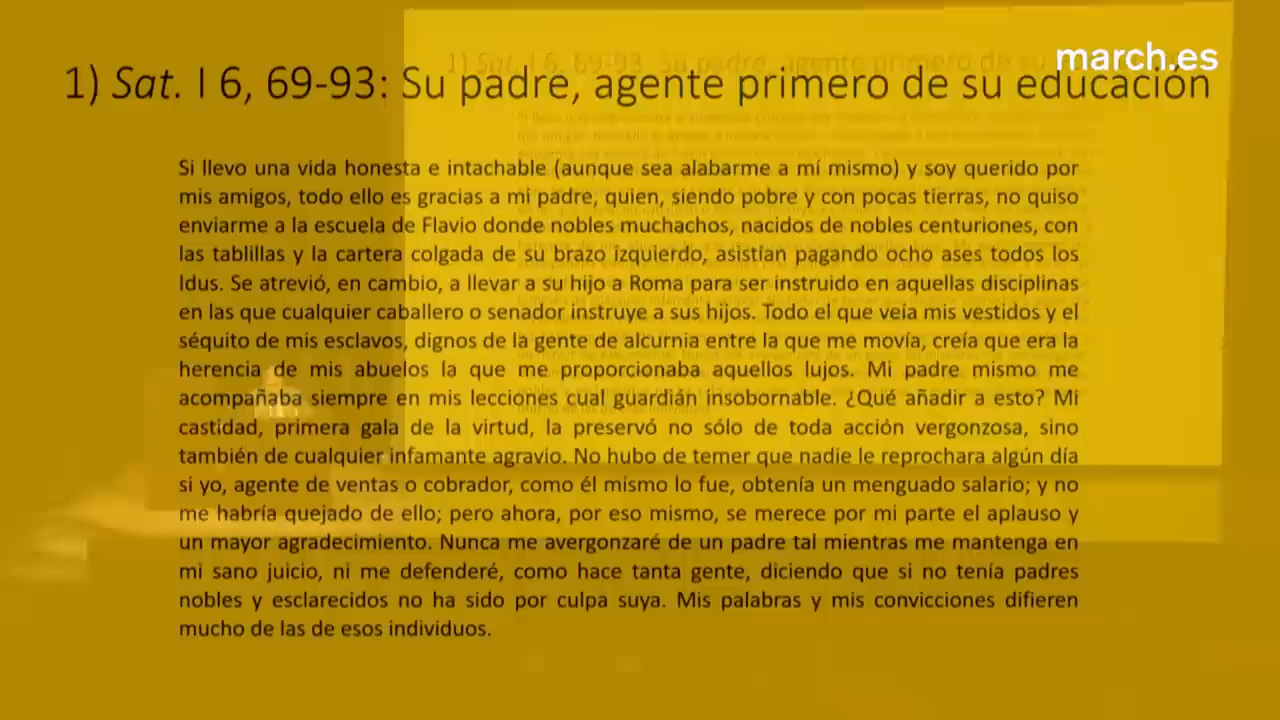 march.es
1) Sat. I 6, 69-93: Su padre, agente primero de su educación
Si llevo una vida honesta e intachable (aunque sea alabarme a mí mismo) y soy querido por
mis amigos, todo ello es gracias a mi padre, quien, siendo pobre y con pocas tierras, no quiso
enviarme a la escuela de Flavio donde nobles muchachos, nacidos de nobles centuriones, con
las tablillas y la cartera colgada de su brazo izquierdo, asistían pagando ocho ases todos los
Idus. Se atrevió, en cambio, a llevar a su hijo a Roma para ser instruido en aquellas disciplinas
en las que cualquier caballero o senador instruye a sus hijos. Todo el que veía mis vestidos y el
séquito de mis esclavos, dignos de la gente de alcurnia entre la que me movía, creía que era la
herencia de mis abuelos la que me proporcionaba aquellos lujos. Mi padre mismo me
acompañaba siempre en mis lecciones cual guardián insobornable. ¿Qué añadir a esto? Mi
castidad, primera gala de la virtud, la preservó no sólo de toda acción vergonzosa, sino
también de cualquier infamante agravio. No hubo de temer que nadie le reprochara algún día
si yo, agente de ventas o cobrador, como él mismo lo fue, obtenía un menguado salario; y no
me habría quejado de ello; pero ahora, por eso mismo, se merece por mi parte el aplauso y
un mayor agradecimiento. Nunca me avergonzaré de un padre tal mientras me mantenga en
mi sano juicio, ni me defenderé, como hace tanta gente, diciendo que si no tenía padres
nobles y esclarecidos no ha sido por culpa suya. Mis palabras y mis convicciones difieren
mucho de las de esos individuos.
1) Sat. I 6, 69-93. Su padre, agente primero de su